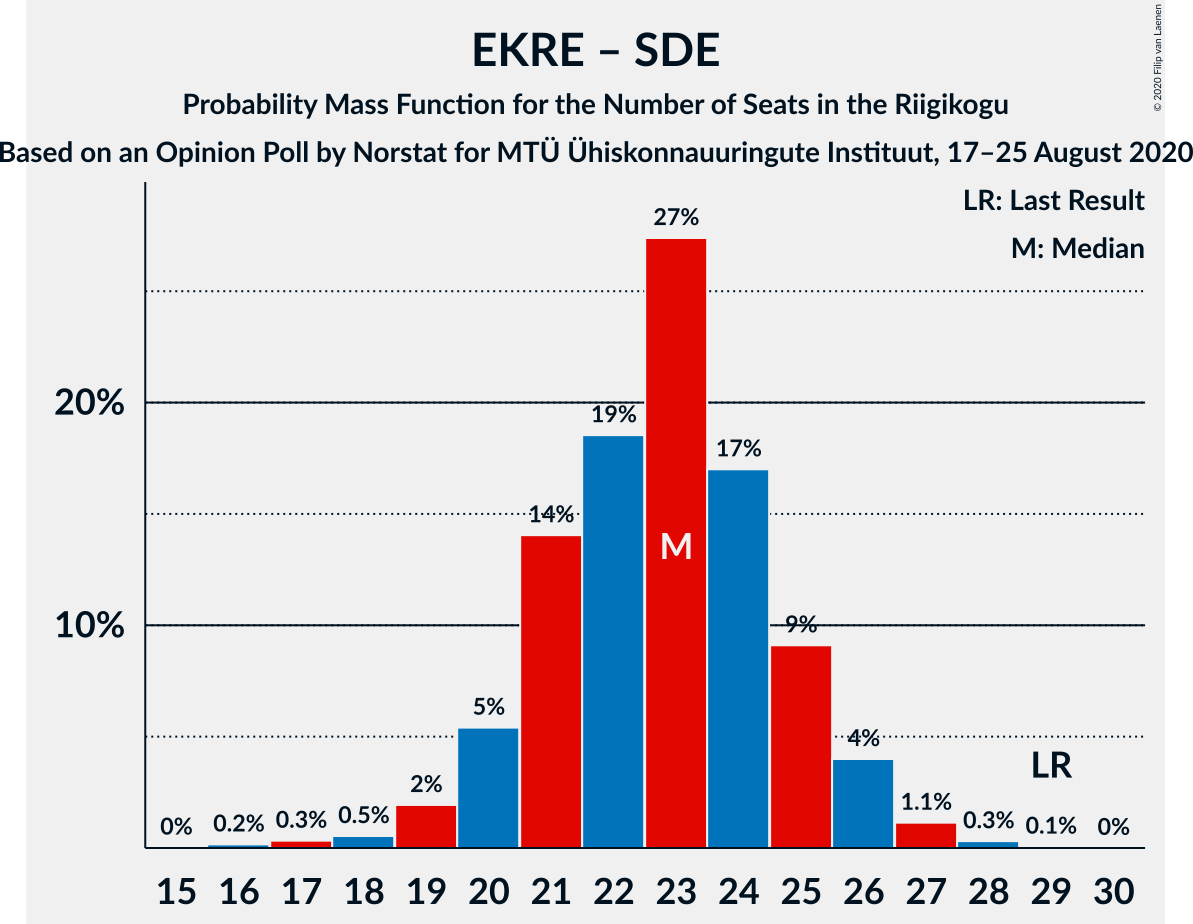 EKRE – SDE
Probability Mass Function for the Number of Seats in the Riigikogu
Based on an Opinion Poll by Norstat for MTÜ Ühiskonnauuringute Instituut, 17–25 August 2020
© 2020 Filip van Laenen
LR: Last Result
M: Median
27%
20%
19%
17%
14%
M
10%
9%
5%
4%
LR
2%
1.1%
0% 0.2% 0.3% 0.5% 0.3% 0.1% 0%
15 16 17 18 19 20 21 22 23 24 25 26 27 28 29 30